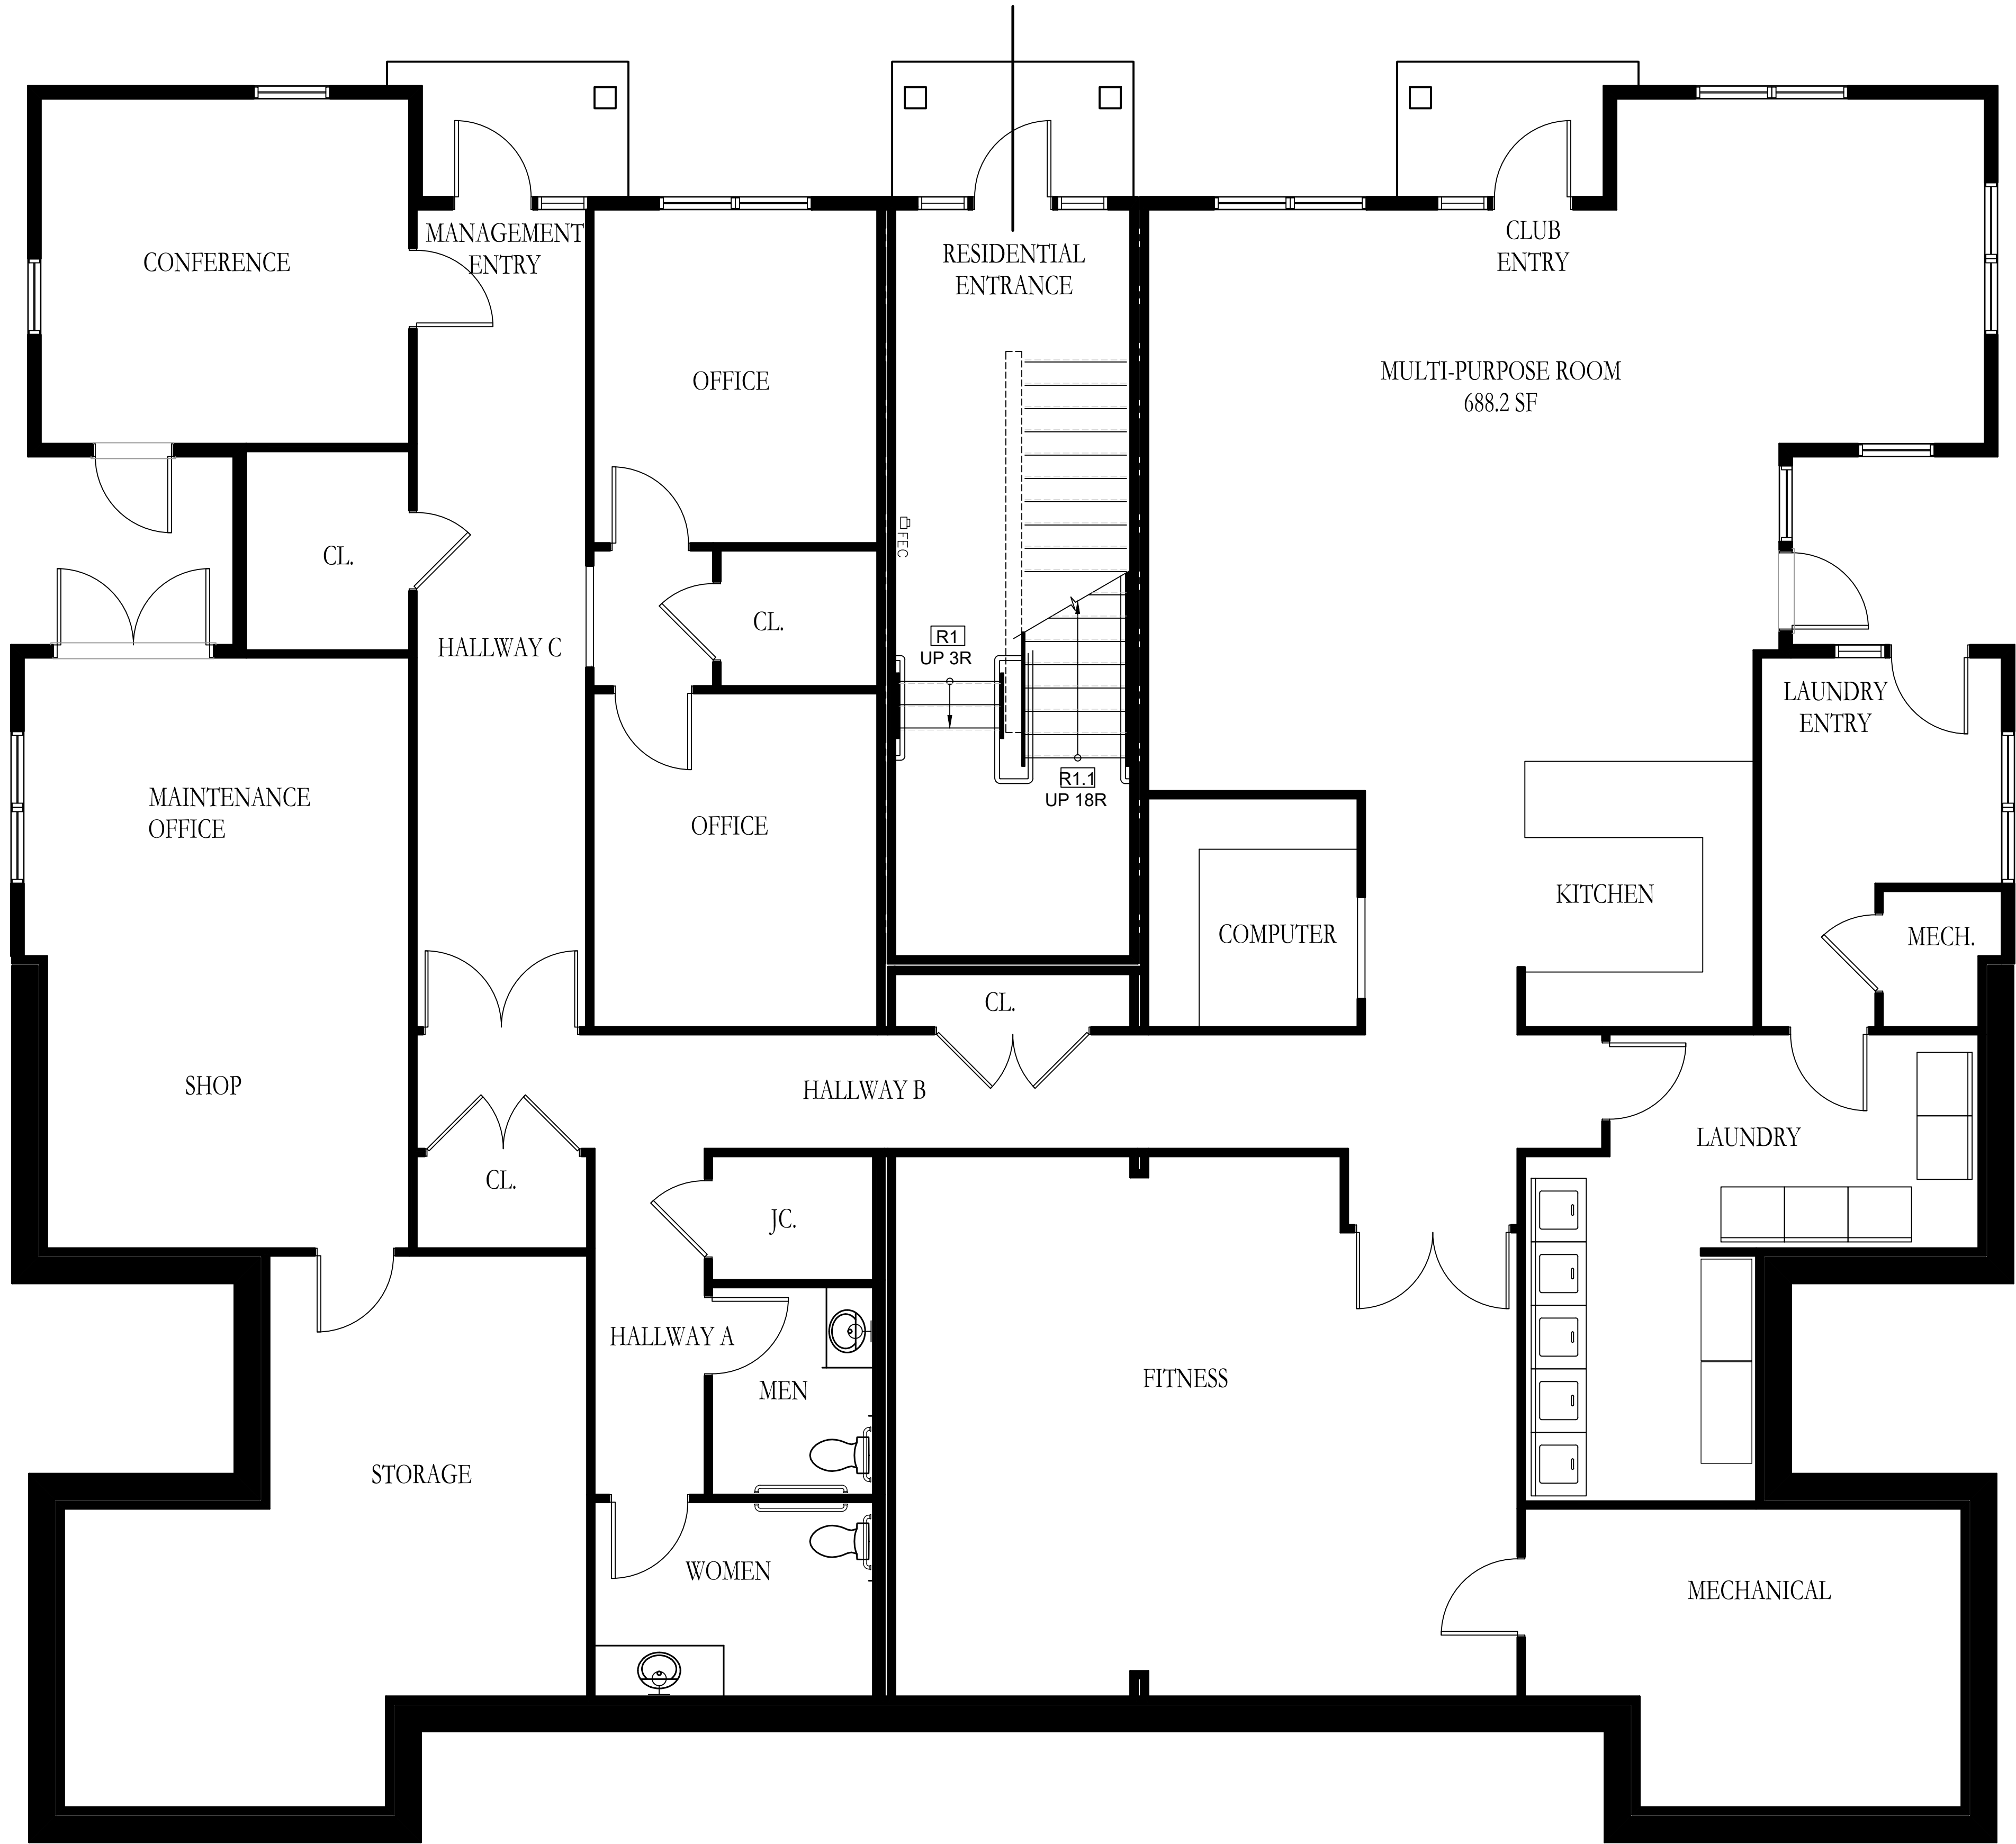 CONFERENCE
MANAGEMENT
ENTRY
RESIDENTIAL
ENTRANCE
CLUB
ENTRY
OFFICE
MULTI-PURPOSE ROOM
688.2 SF
CL.
FEC
CL.
HALLWAY C
R1
UP 3R
LAUNDRY
ENTRY
R1.1
UP 18R
MAINTENANCE
OFFICE
OFFICE
KITCHEN
COMPUTER
MECH.
CL.
SHOP
HALLWAY B
LAUNDRY
CL.
JC.
HALLWAY A
MEN
FITNESS
STORAGE
WOMEN
MECHANICAL